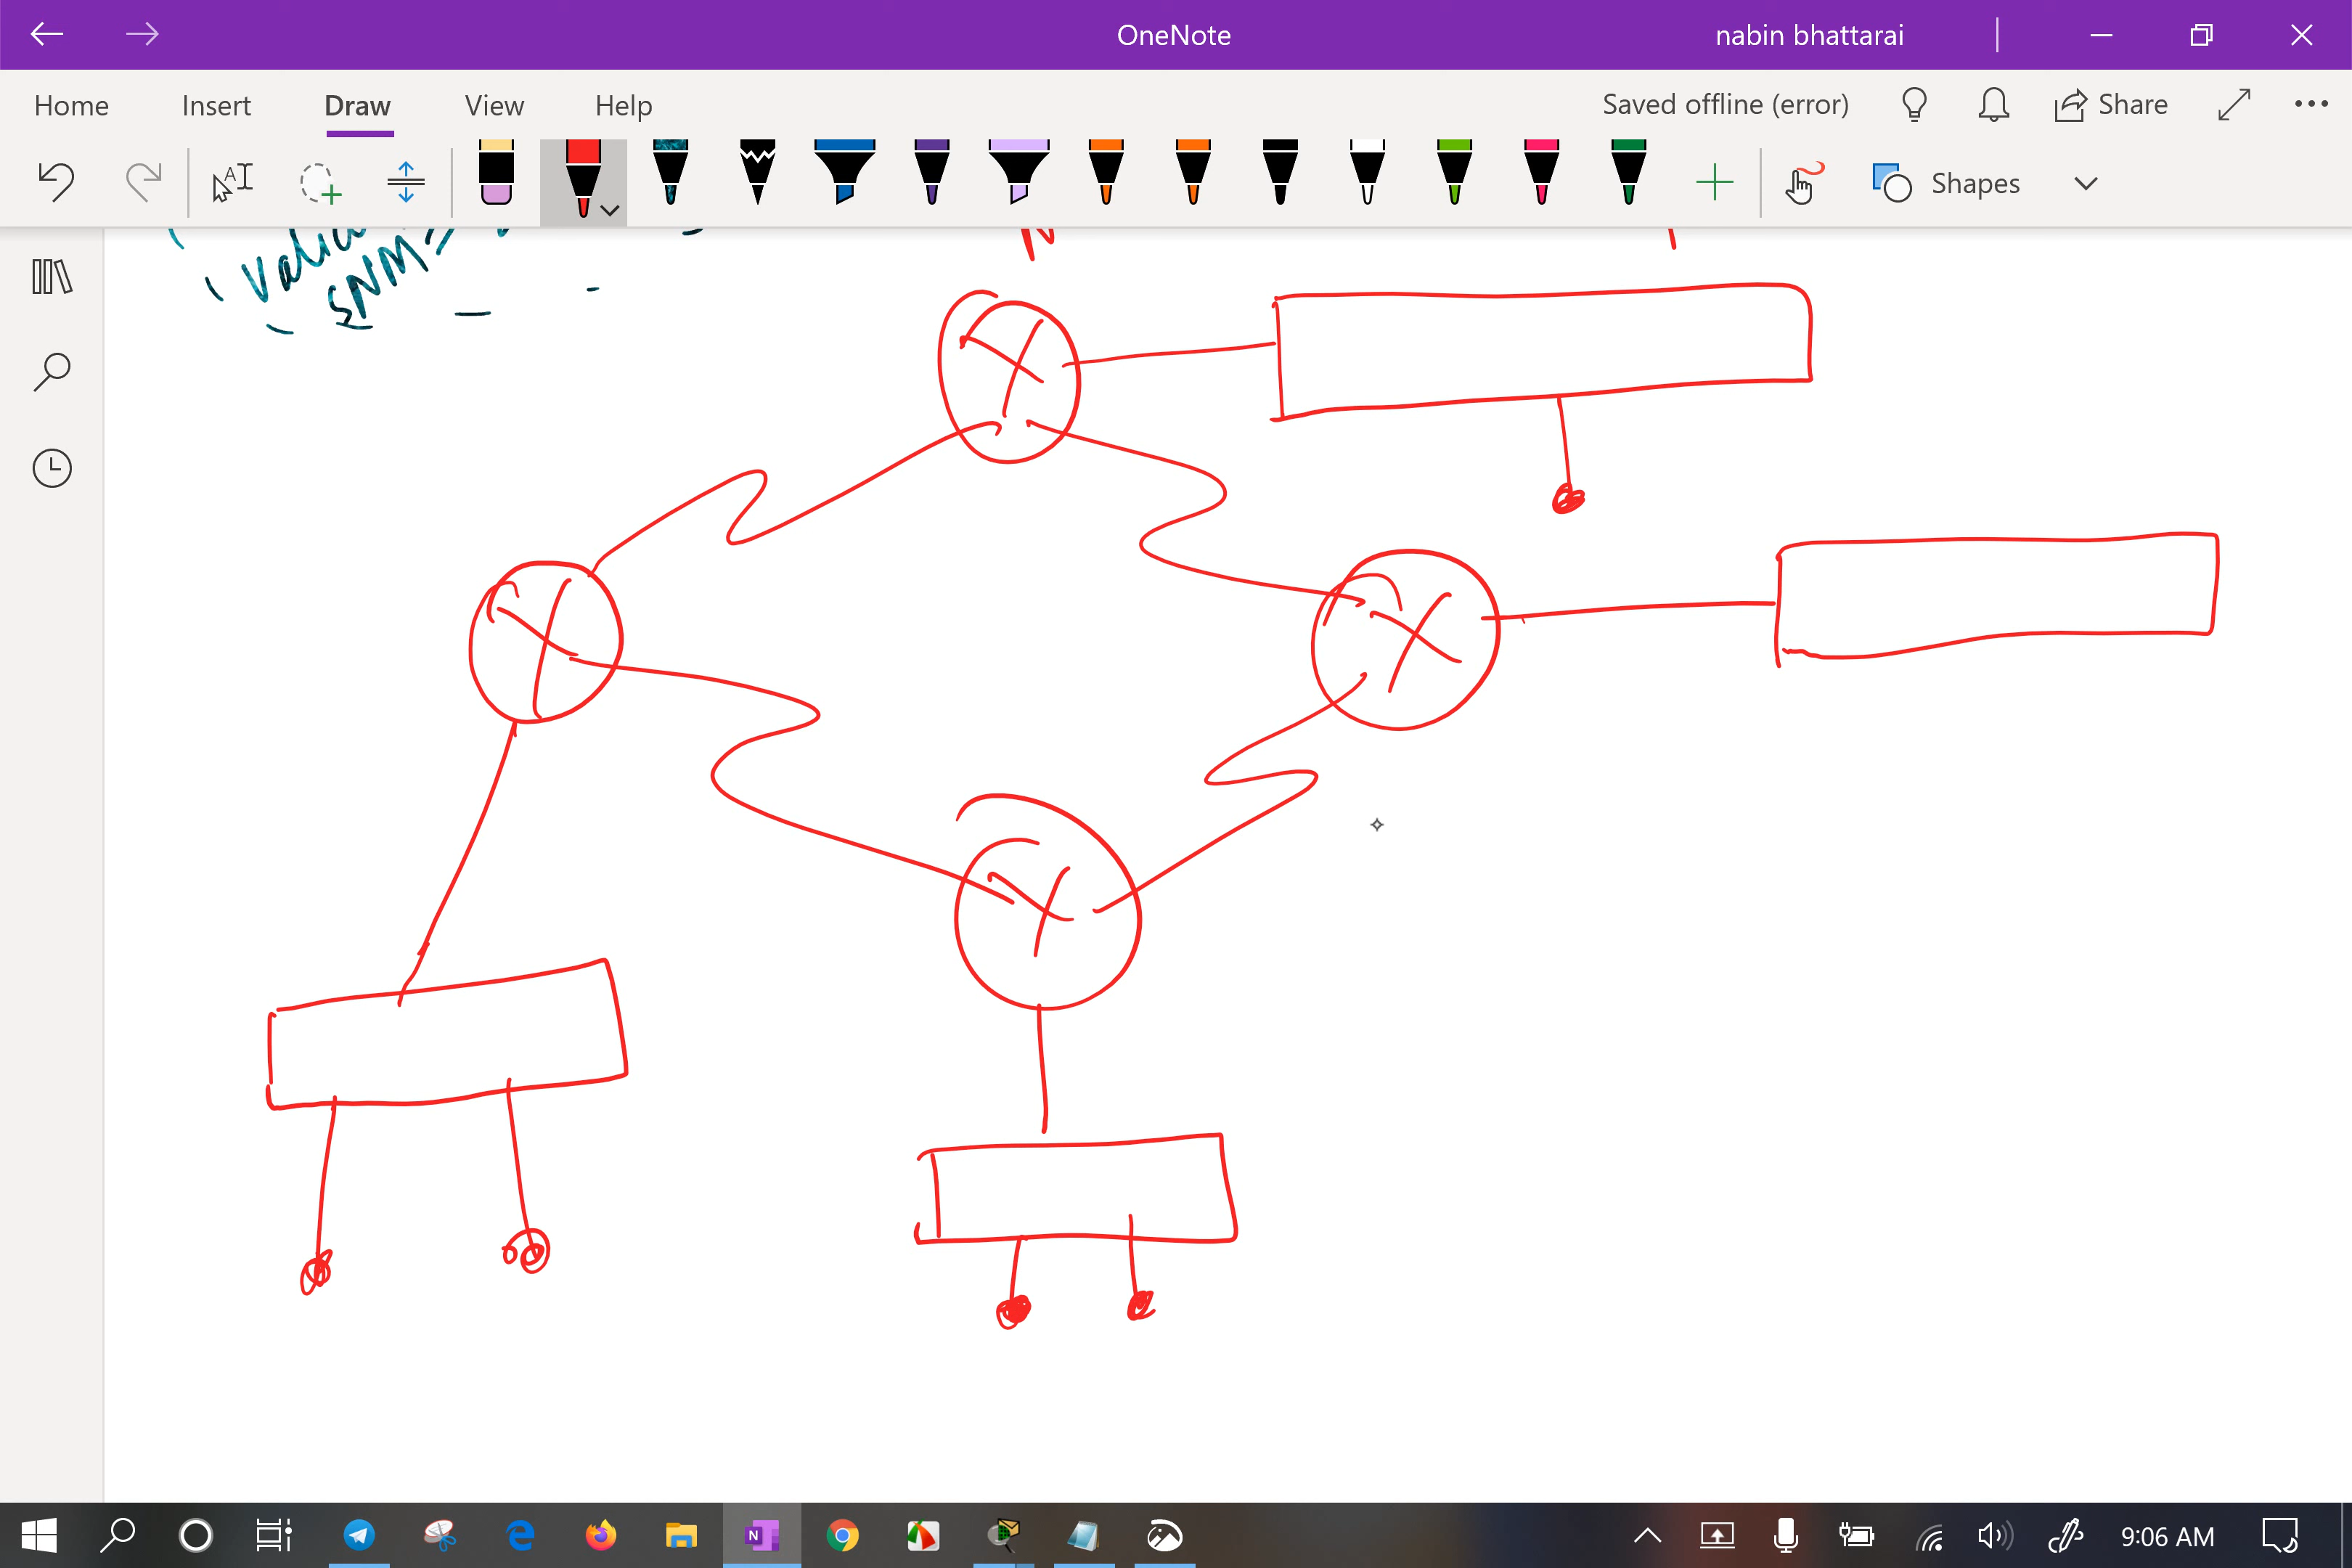 OneNote
nabin bhattarai
Home Insert Draw View Help
Saved offline (error)
Share
Shapes
9:06 AM